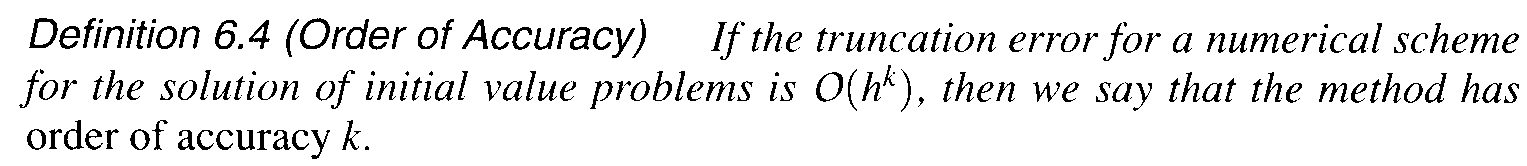 Definition 6.4 (Order of Accuracy) If the truncation error for a numerical scheme
for the solution of initial value problems is O(h^k), then we say that the method has
order of accuracy k.